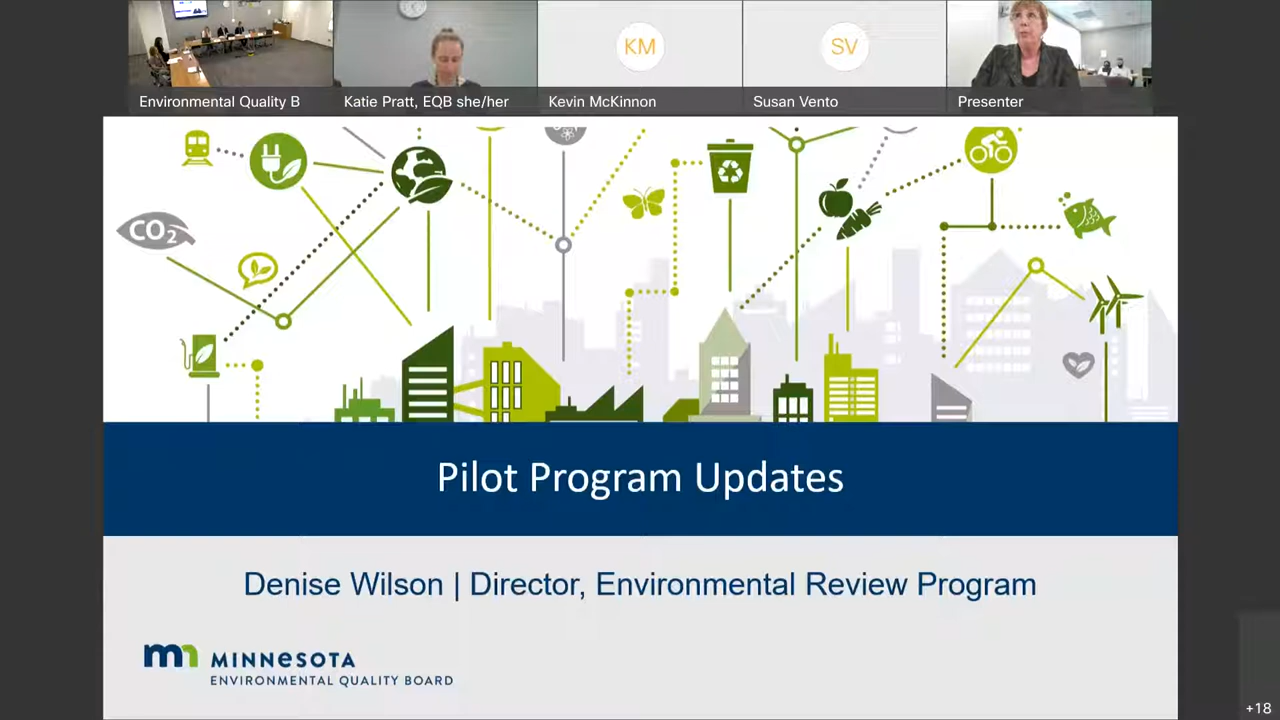 KM
SV
Environmental Quality B
Katie Pratt, EQB she/her
Kevin McKinnon
Susan Vento
Presenter
CO2
Pilot Program Updates
Denise Wilson | Director, Environmental Review Program
mn MINNESOTA
ENVIRONMENTAL QUALITY BOARD
+18